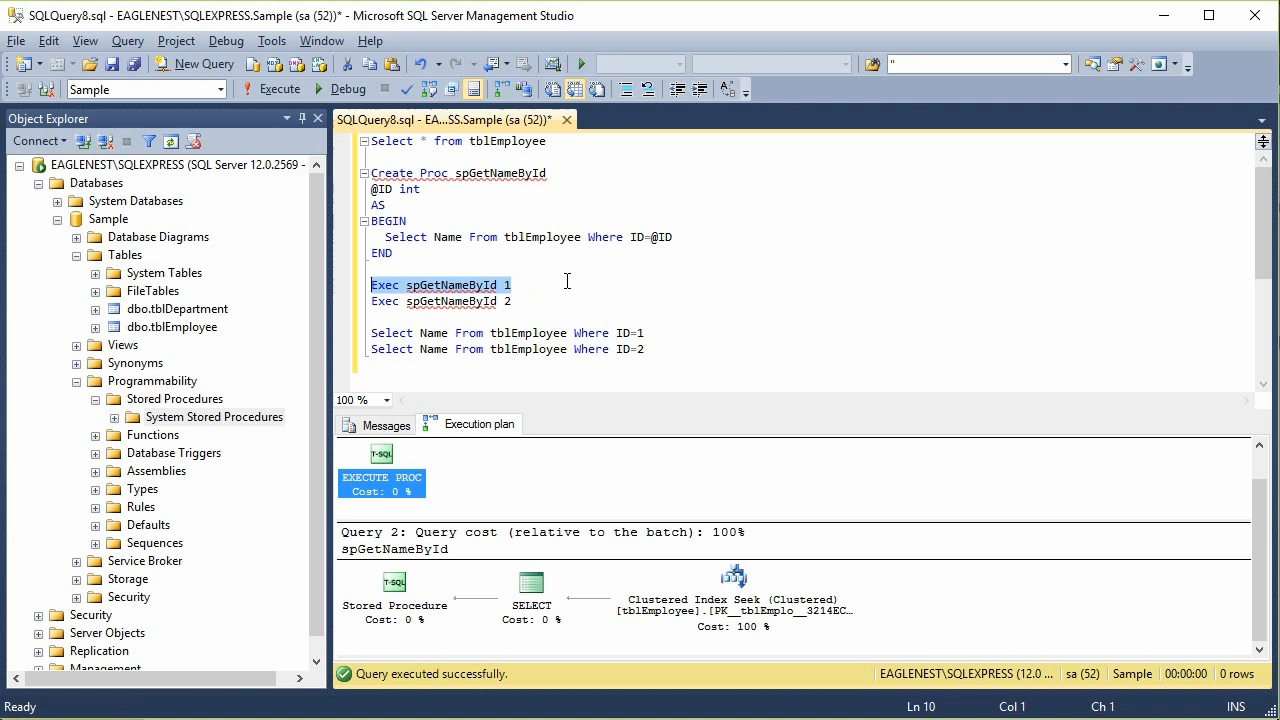 SQLQuery8.sql - EAGLENEST\SQLEXPRESS.Sample (sa (52))* - Microsoft SQL Server Management Studio
File Edit View Query Project Debug Tools Window Help
New Query
"
Sample
Execute
Debug
Object Explorer
Connect
EAGLENEST\SQLEXPRESS (SQL Server 12.0.2569 -
Databases
System Databases
Sample
Database Diagrams
Tables
System Tables
FileTables
dbo.tblDepartment
dbo.tblEmployee
Views
Synonyms
Programmability
Stored Procedures
System Stored Procedures
Functions
Database Triggers
Assemblies
Types
Rules
Defaults
Sequences
Service Broker
Storage
Security
Security
Server Objects
Replication
Management
SQLQuery8.sql - EA...SS.Sample (sa (52))*
Select * from tblEmployee
Create Proc spGetNameById
@ID int
AS
BEGIN
Select Name From tblEmployee Where ID=@ID
END
Exec spGetNameById 1
Exec spGetNameById 2
Select Name From tblEmployee Where ID=1
Select Name From tblEmployee Where ID=2
100 %
Messages Execution plan
T-SQL
EXECUTE PROC
Cost: 0 %
Query 2: Query cost (relative to the batch): 100%
spGetNameById
T-SQL
Stored Procedure
Cost: 0 %
SELECT
Cost: 0 %
Clustered Index Seek (Clustered)
[tblEmployee].[PK__tblEmplo__3214EC...
Cost: 100 %
Query executed successfully.
EAGLENEST\SQLEXPRESS (12.0 ... sa (52) Sample 00:00:00 0 rows
Ready
Ln 10 Col 1 Ch 1 INS